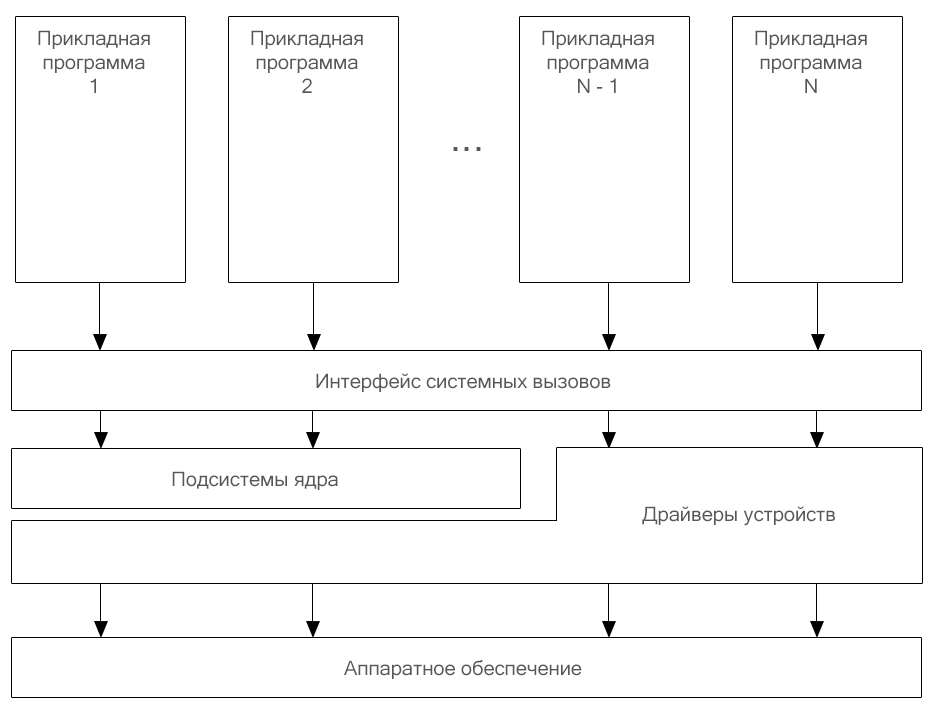 Прикладная
программа
1
Прикладная
программа
2
...
Прикладная
программа
N - 1
Прикладная
программа
N
Интерфейс системных вызовов
Подсистемы ядра
Драйверы устройств
Аппаратное обеспечение